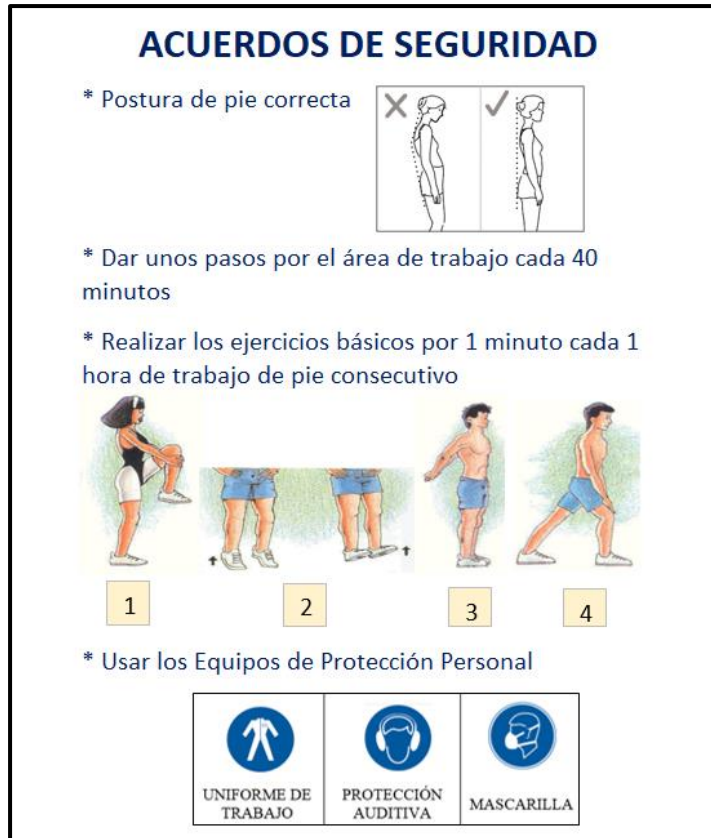 ACUERDOS DE SEGURIDAD
* Postura de pie correcta
* Dar unos pasos por el área de trabajo cada 40
minutos
* Realizar los ejercicios básicos por 1 minuto cada 1
hora de trabajo de pie consecutivo
1
2
3
4
* Usar los Equipos de Protección Personal
UNIFORME DE
TRABAJO
PROTECCIÓN
AUDITIVA
MASCARILLA